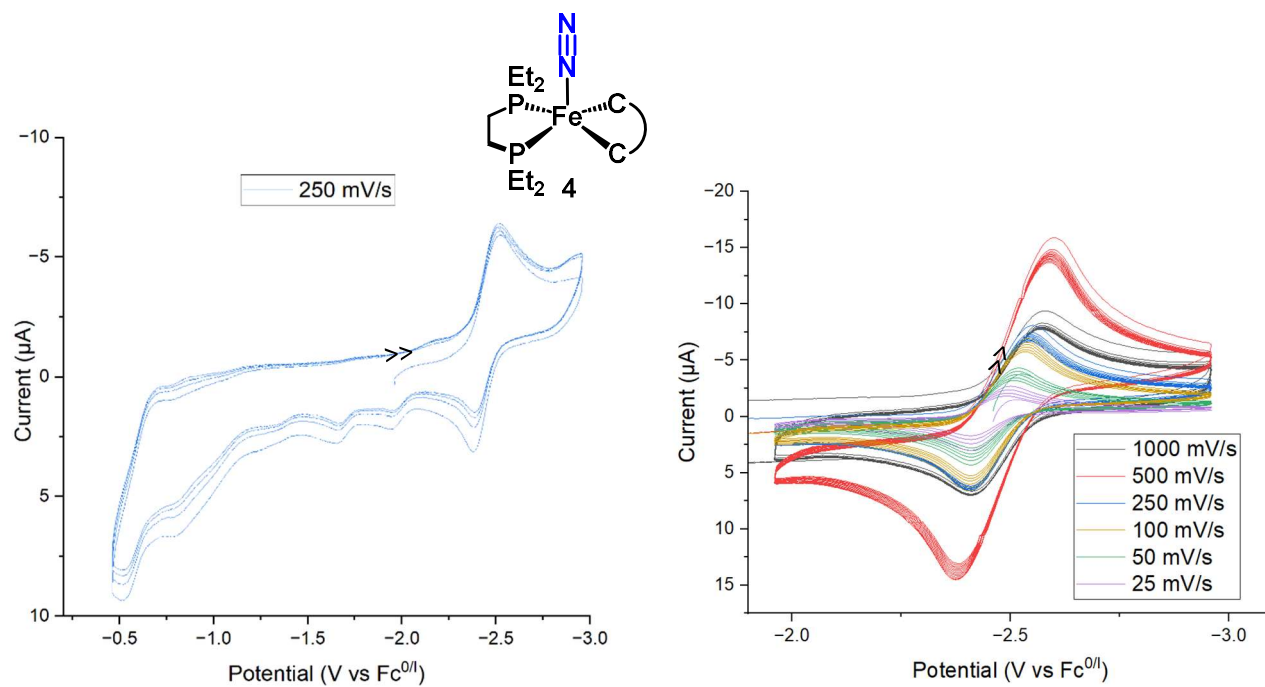 N
N
Et2
P Fe C
P C
Et2 4
250 mV/s
−10
−5
0
5
10
−0.5 −1.0 −1.5 −2.0 −2.5 −3.0
Current (µA)
Potential (V vs Fc0/I)
−20
−15
−10
−5
0
5
10
15
−2.0 −2.5 −3.0
Current (µA)
Potential (V vs Fc0/I)
1000 mV/s
500 mV/s
250 mV/s
100 mV/s
50 mV/s
25 mV/s